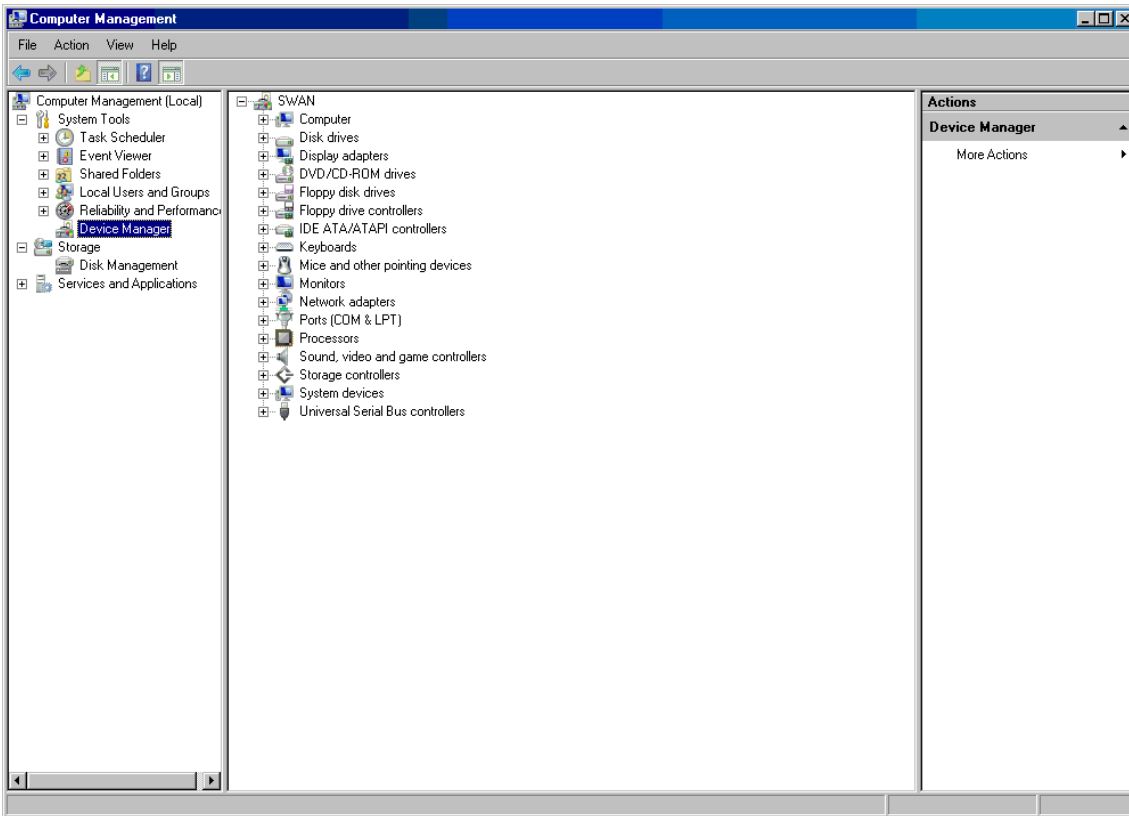 Computer Management
File Action View Help
Computer Management (Local)
System Tools
Task Scheduler
Event Viewer
Shared Folders
Local Users and Groups
Reliability and Performanc
Device Manager
Storage
Disk Management
Services and Applications
SWAN
Computer
Disk drives
Display adapters
DVD/CD-ROM drives
Floppy disk drives
Floppy drive controllers
IDE ATA/ATAPI controllers
Keyboards
Mice and other pointing devices
Monitors
Network adapters
Ports (COM & LPT)
Processors
Sound, video and game controllers
Storage controllers
System devices
Universal Serial Bus controllers
Actions
Device Manager
More Actions